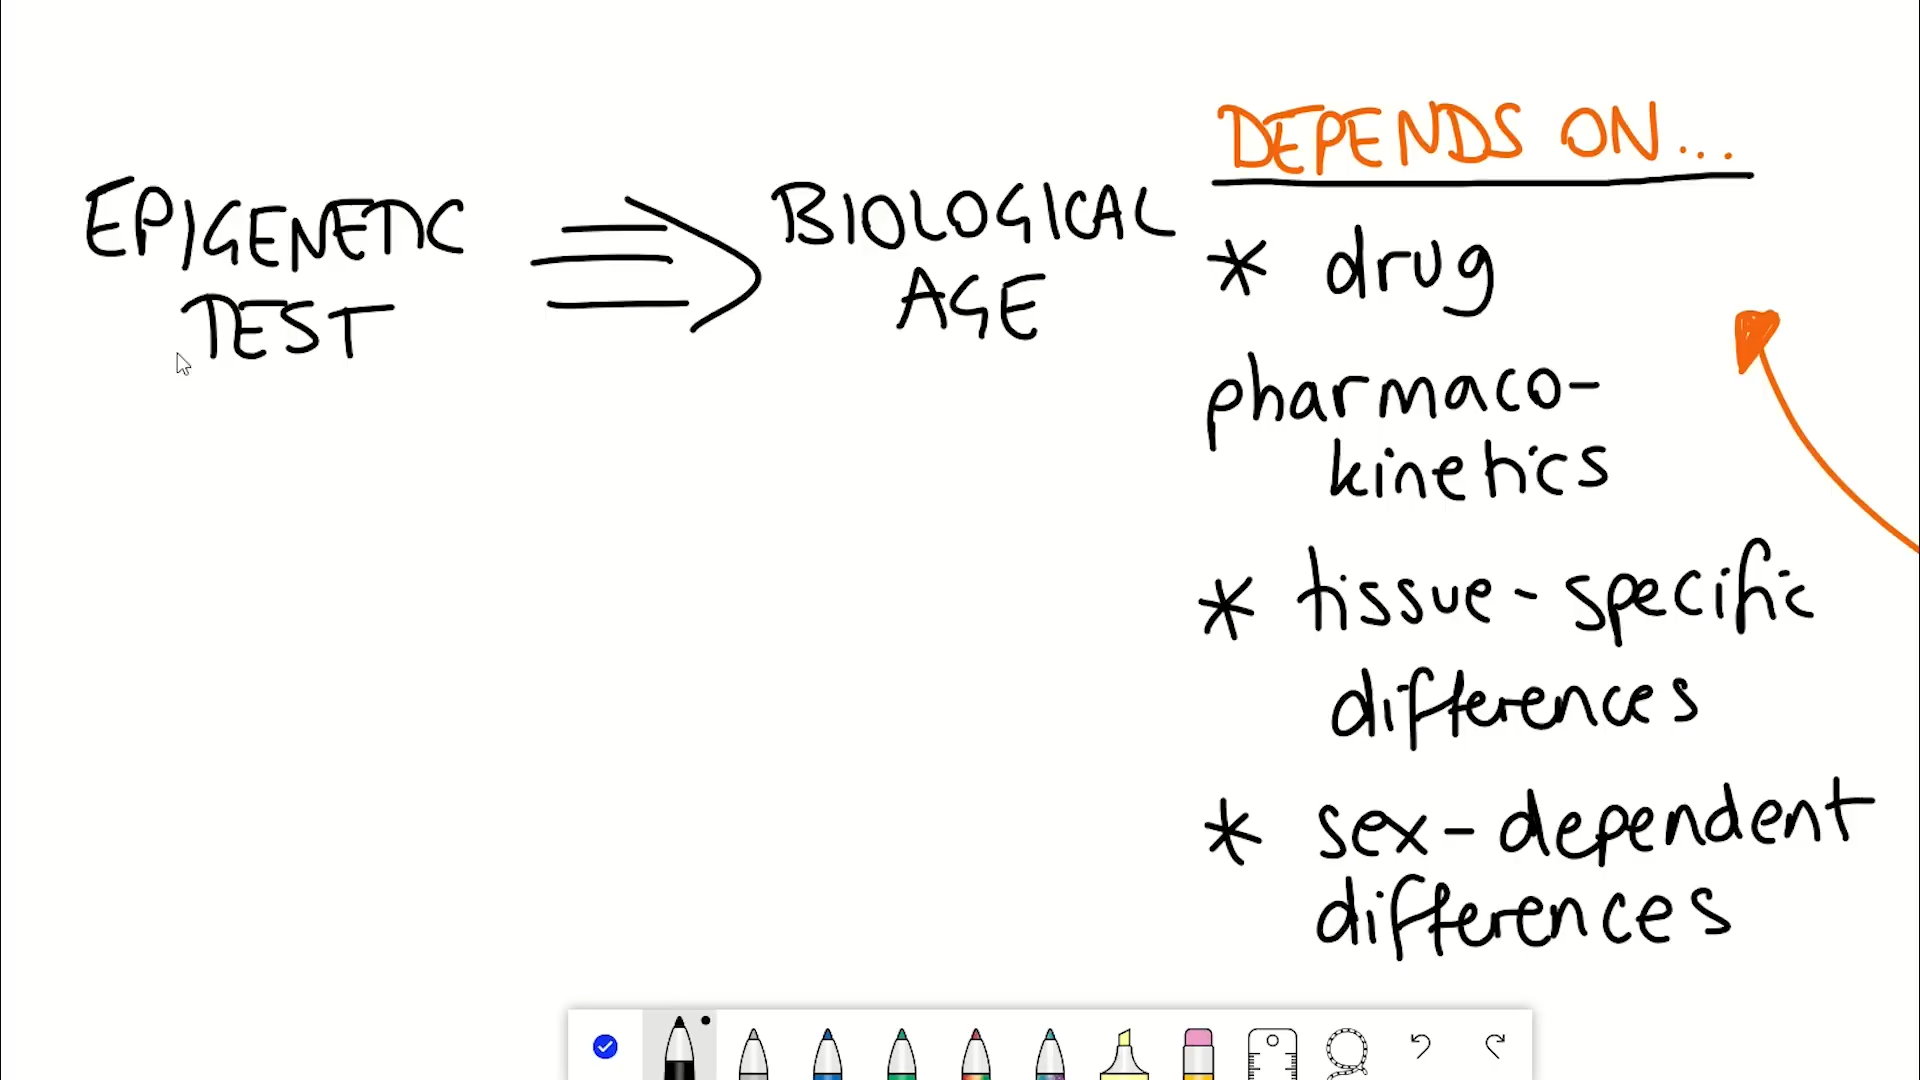 EPIGENETIC
TEST
BIOLOGICAL
AGE
DEPENDS ON...
* drug
pharmaco-
kinetics
* tissue-specific
differences
* sex-dependent
differences